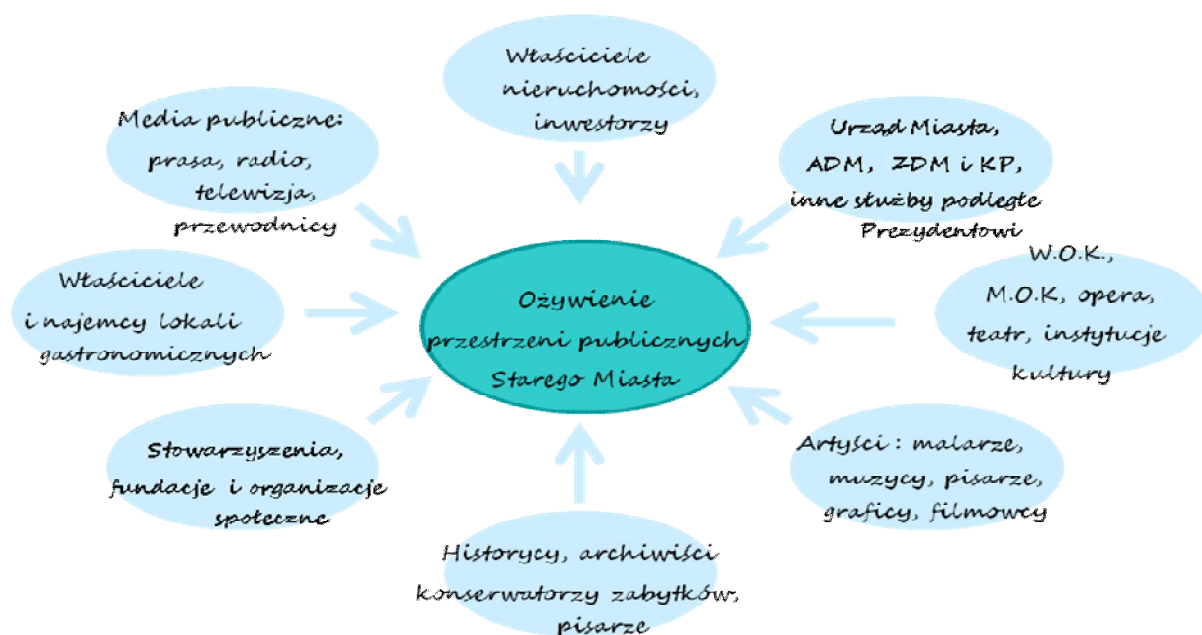 Właściciele
nieruchomości,
inwestorzy
Media publiczne:
prasa, radio,
telewizja,
przewodnicy
Urząd Miasta,
ADM, ZDM i KP,
inne służby podległe
Prezydentowi
Właściciele
i najemcy lokali
gastronomicznych
Ożywienie
przestrzeni publicznych
Starego Miasta
W.O.K.,
M.O.K, opera,
teatr, instytucje
kultury
Stowarzyszenia,
fundacje i organizacje
społeczne
Artyści : malarze,
muzycy, pisarze,
graficy, filmowcy
Historycy, archiwiści
konserwatorzy zabytków,
pisarze